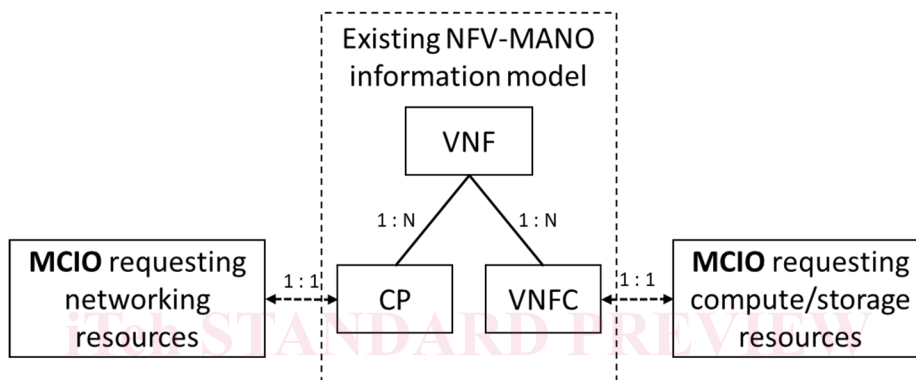 Existing NFV-MANO
information model
VNF
1 : N
1 : N
MCIO requesting
networking
resources
1 : 1
CP
VNFC
1 : 1
MCIO requesting
compute/storage
resources
iTeh STANDARD PREVIEW